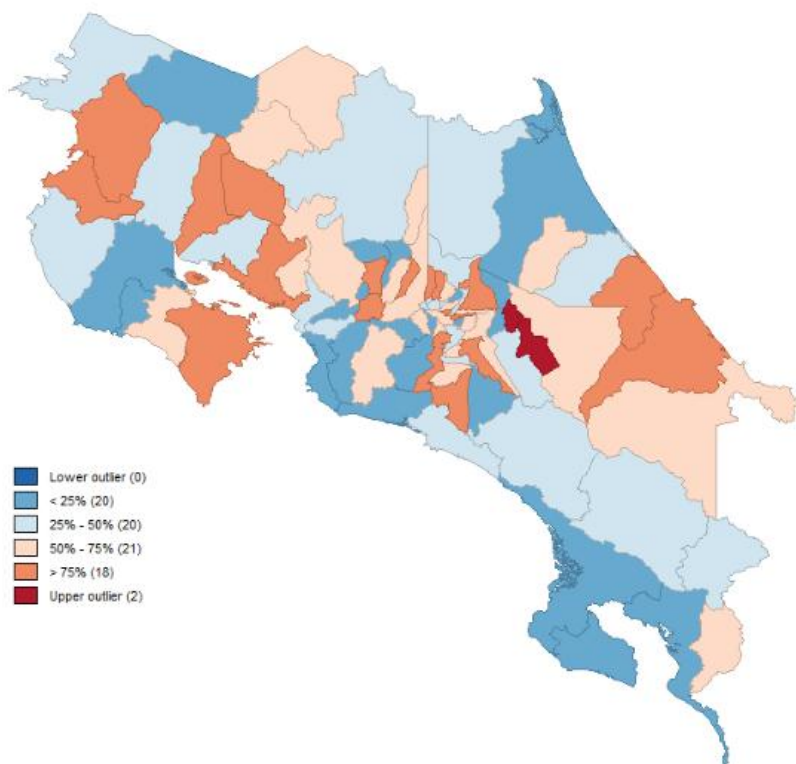 Lower outlier (0)
< 25% (20)
25% - 50% (20)
50% - 75% (21)
> 75% (18)
Upper outlier (2)